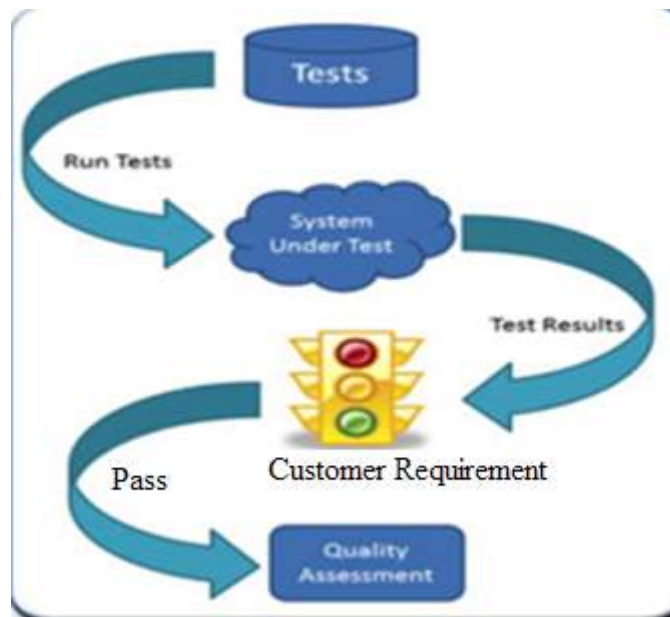 Tests
Run Tests
System
Under Test
Test Results
Customer Requirement
Pass
Quality
Assessment